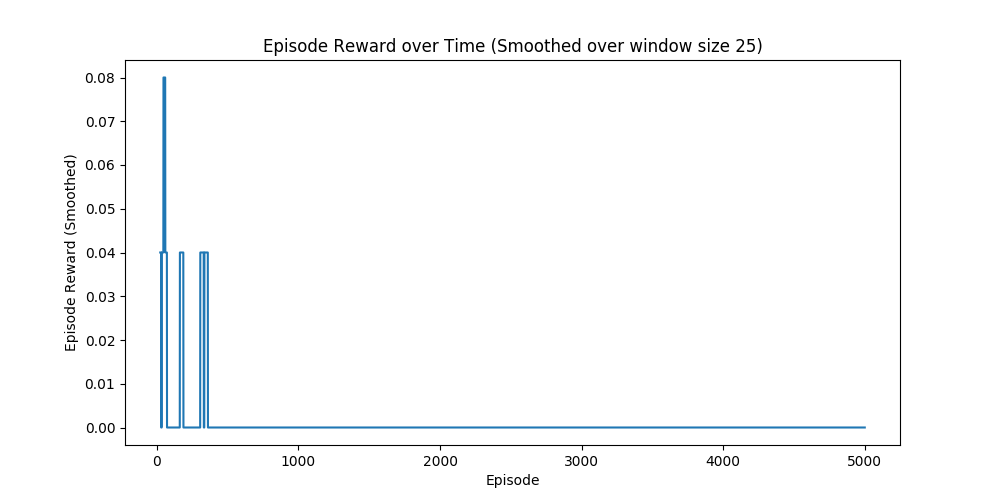 Episode Reward over Time (Smoothed over window size 25)
Episode Reward (Smoothed)
0.08
0.07
0.06
0.05
0.04
0.03
0.02
0.01
0.00
0 1000 2000 3000 4000 5000
Episode